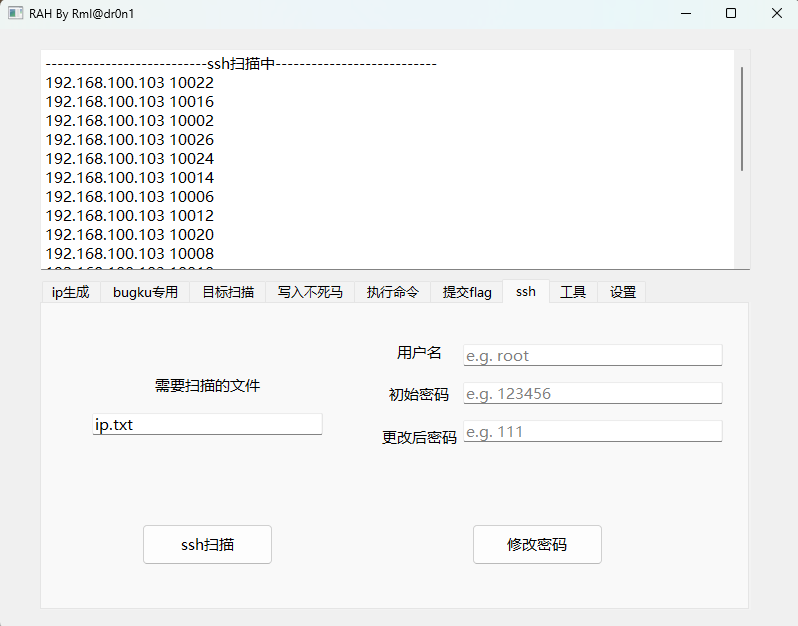 RAH By Rml@dr0n1
---------------------------ssh扫描中---------------------------
192.168.100.103 10022
192.168.100.103 10016
192.168.100.103 10002
192.168.100.103 10026
192.168.100.103 10024
192.168.100.103 10014
192.168.100.103 10006
192.168.100.103 10012
192.168.100.103 10020
192.168.100.103 10008
ip生成 bugku专用 目标扫描 写入不死马 执行命令 提交flag ssh 工具 设置
用户名 e.g. root
需要扫描的文件
初始密码 e.g. 123456
ip.txt
更改后密码 e.g. 111
ssh扫描 修改密码